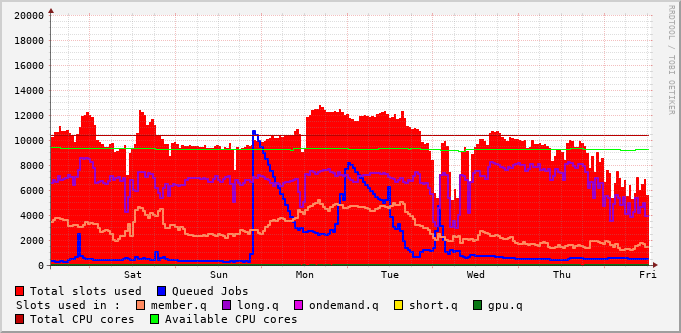 20000
18000
16000
14000
12000
10000
8000
6000
4000
2000
0
Sat Sun Mon Tue Wed Thu Fri
RRDTOOL / TOBI OETIKER
Total slots used Queued Jobs
Slots used in : member.q long.q ondemand.q short.q gpu.q
Total CPU cores Available CPU cores